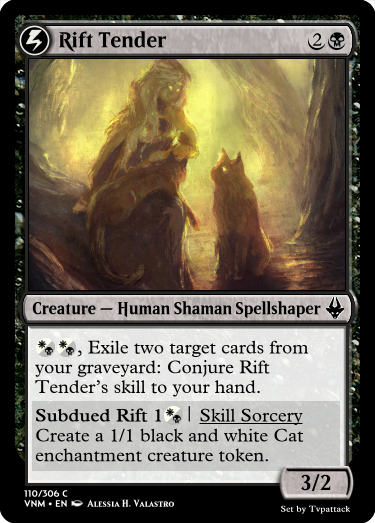 Rift Tender 2
Creature — Human Shaman Spellshaper
, Exile two target cards from
your graveyard: Conjure Rift
Tender's skill to your hand.
Subdued Rift 1 | Skill Sorcery
Create a 1/1 black and white Cat
enchantment creature token.
3/2
110/306 C
VNM • EN Alessia H. Valastro
Set by Tvpattack